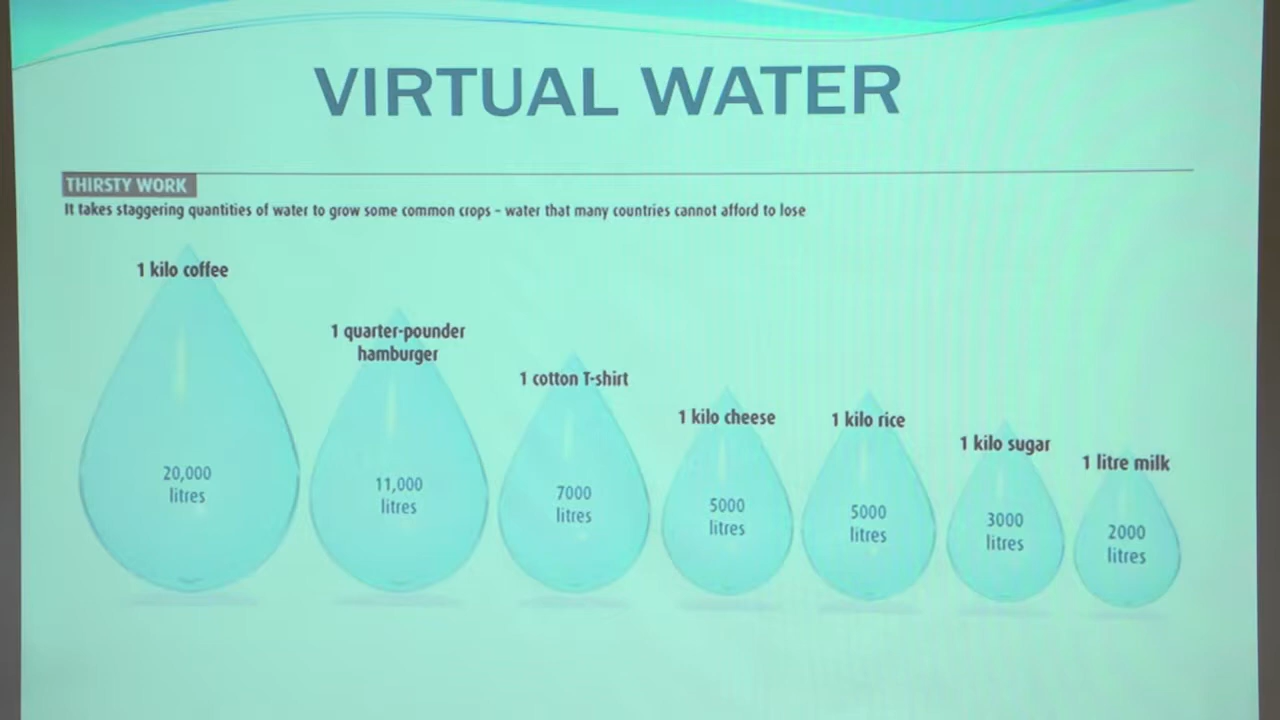 VIRTUAL WATER
THIRSTY WORK
It takes staggering quantities of water to grow some common crops – water that many countries cannot afford to lose
1 kilo coffee
20,000
litres
1 quarter-pounder
hamburger
11,000
litres
1 cotton T-shirt
7000
litres
1 kilo cheese
5000
litres
1 kilo rice
5000
litres
1 kilo sugar
3000
litres
1 litre milk
2000
litres